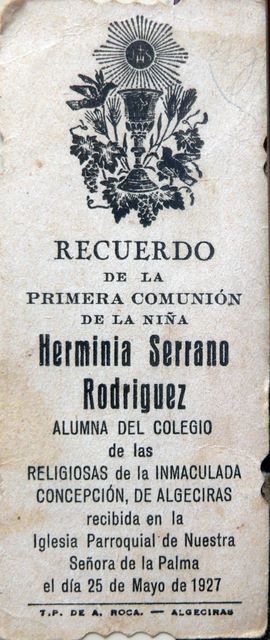 RECUERDO
DE LA
PRIMERA COMUNIÓN
DE LA NIÑA
Herminia Serrano
Rodriguez
ALUMNA DEL COLEGIO
de las
RELIGIOSAS de la INMACULADA
CONCEPCIÓN, DE ALGECIRAS
recibida en la
Iglesia Parroquial de Nuestra
Señora de la Palma
el día 25 de Mayo de 1927
T.P. DE A. ROCA. — ALGECIRAS